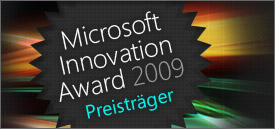 Microsoft
Innovation
Award 2009
Preisträger